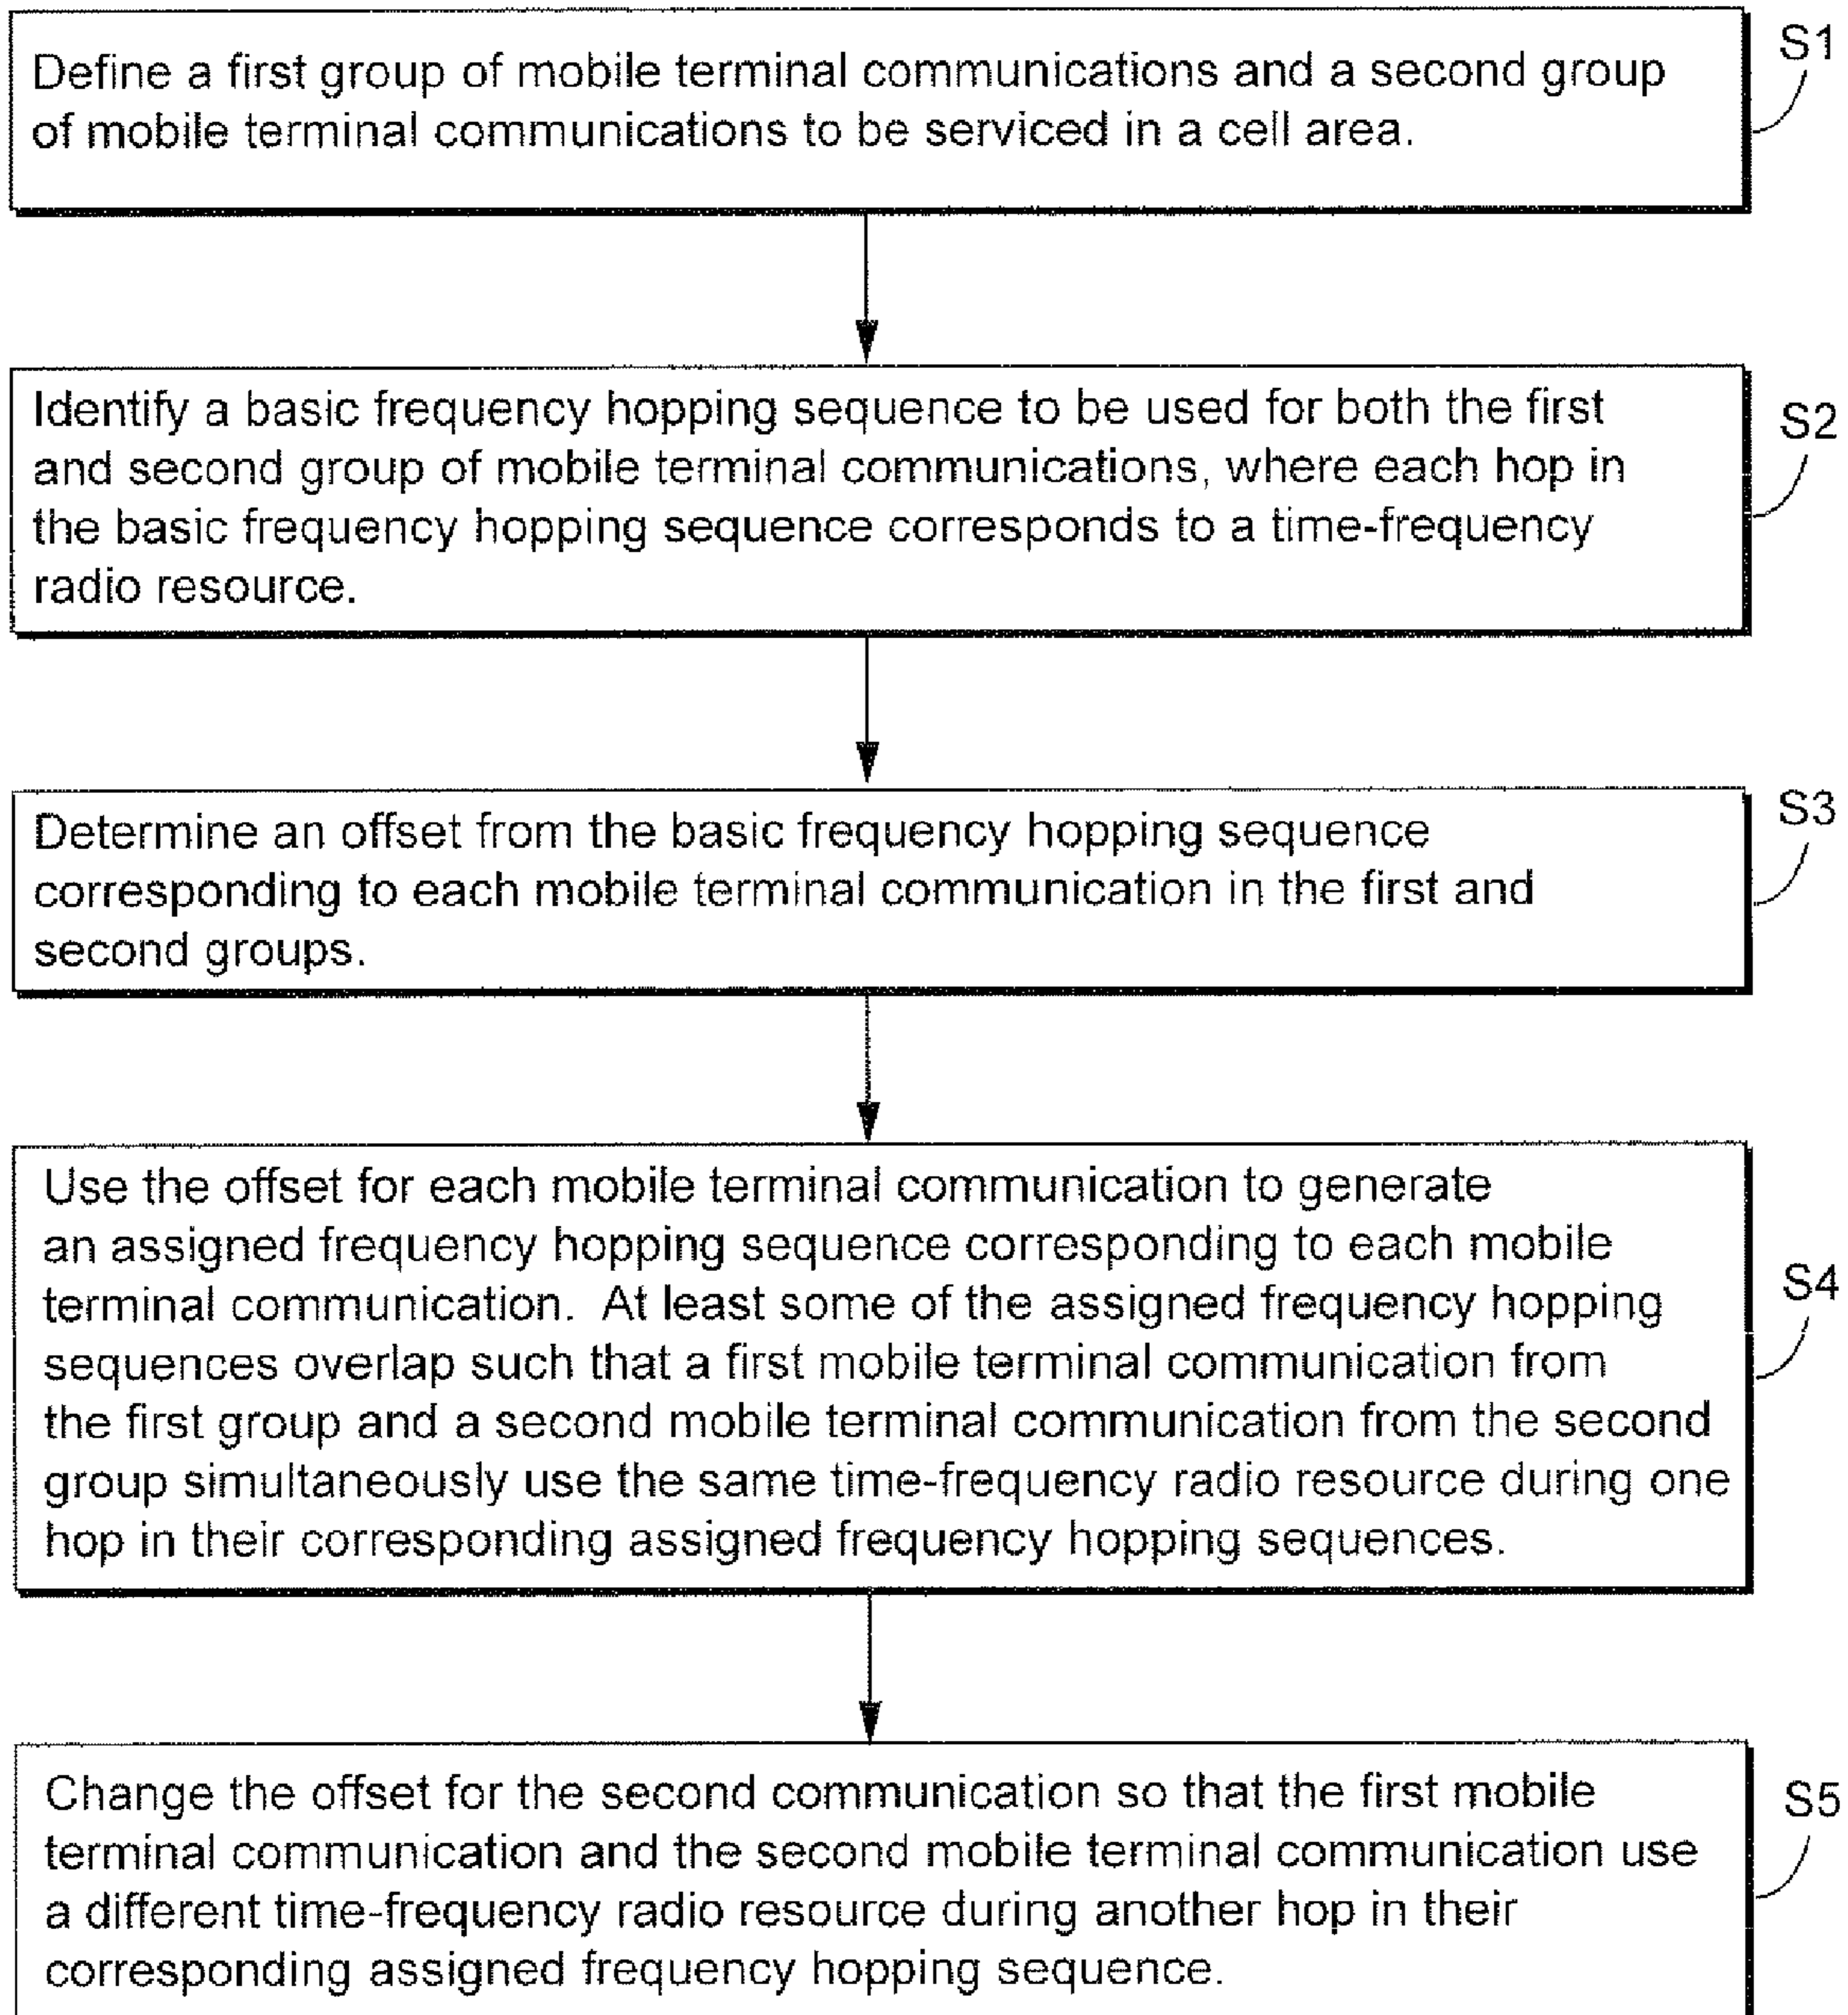 Define a first group of mobile terminal communications and a second group
of mobile terminal communications to be serviced in a cell area.
S1
Identify a basic frequency hopping sequence to be used for both the first
and second group of mobile terminal communications, where each hop in
the basic frequency hopping sequence corresponds to a time-frequency
radio resource.
S2
Determine an offset from the basic frequency hopping sequence
corresponding to each mobile terminal communication in the first and
second groups.
S3
Use the offset for each mobile terminal communication to generate
an assigned frequency hopping sequence corresponding to each mobile
terminal communication. At least some of the assigned frequency hopping
sequences overlap such that a first mobile terminal communication from
the first group and a second mobile terminal communication from the second
group simultaneously use the same time-frequency radio resource during one
hop in their corresponding assigned frequency hopping sequences.
S4
Change the offset for the second communication so that the first mobile
terminal communication and the second mobile terminal communication use
a different time-frequency radio resource during another hop in their
corresponding assigned frequency hopping sequence.
S5